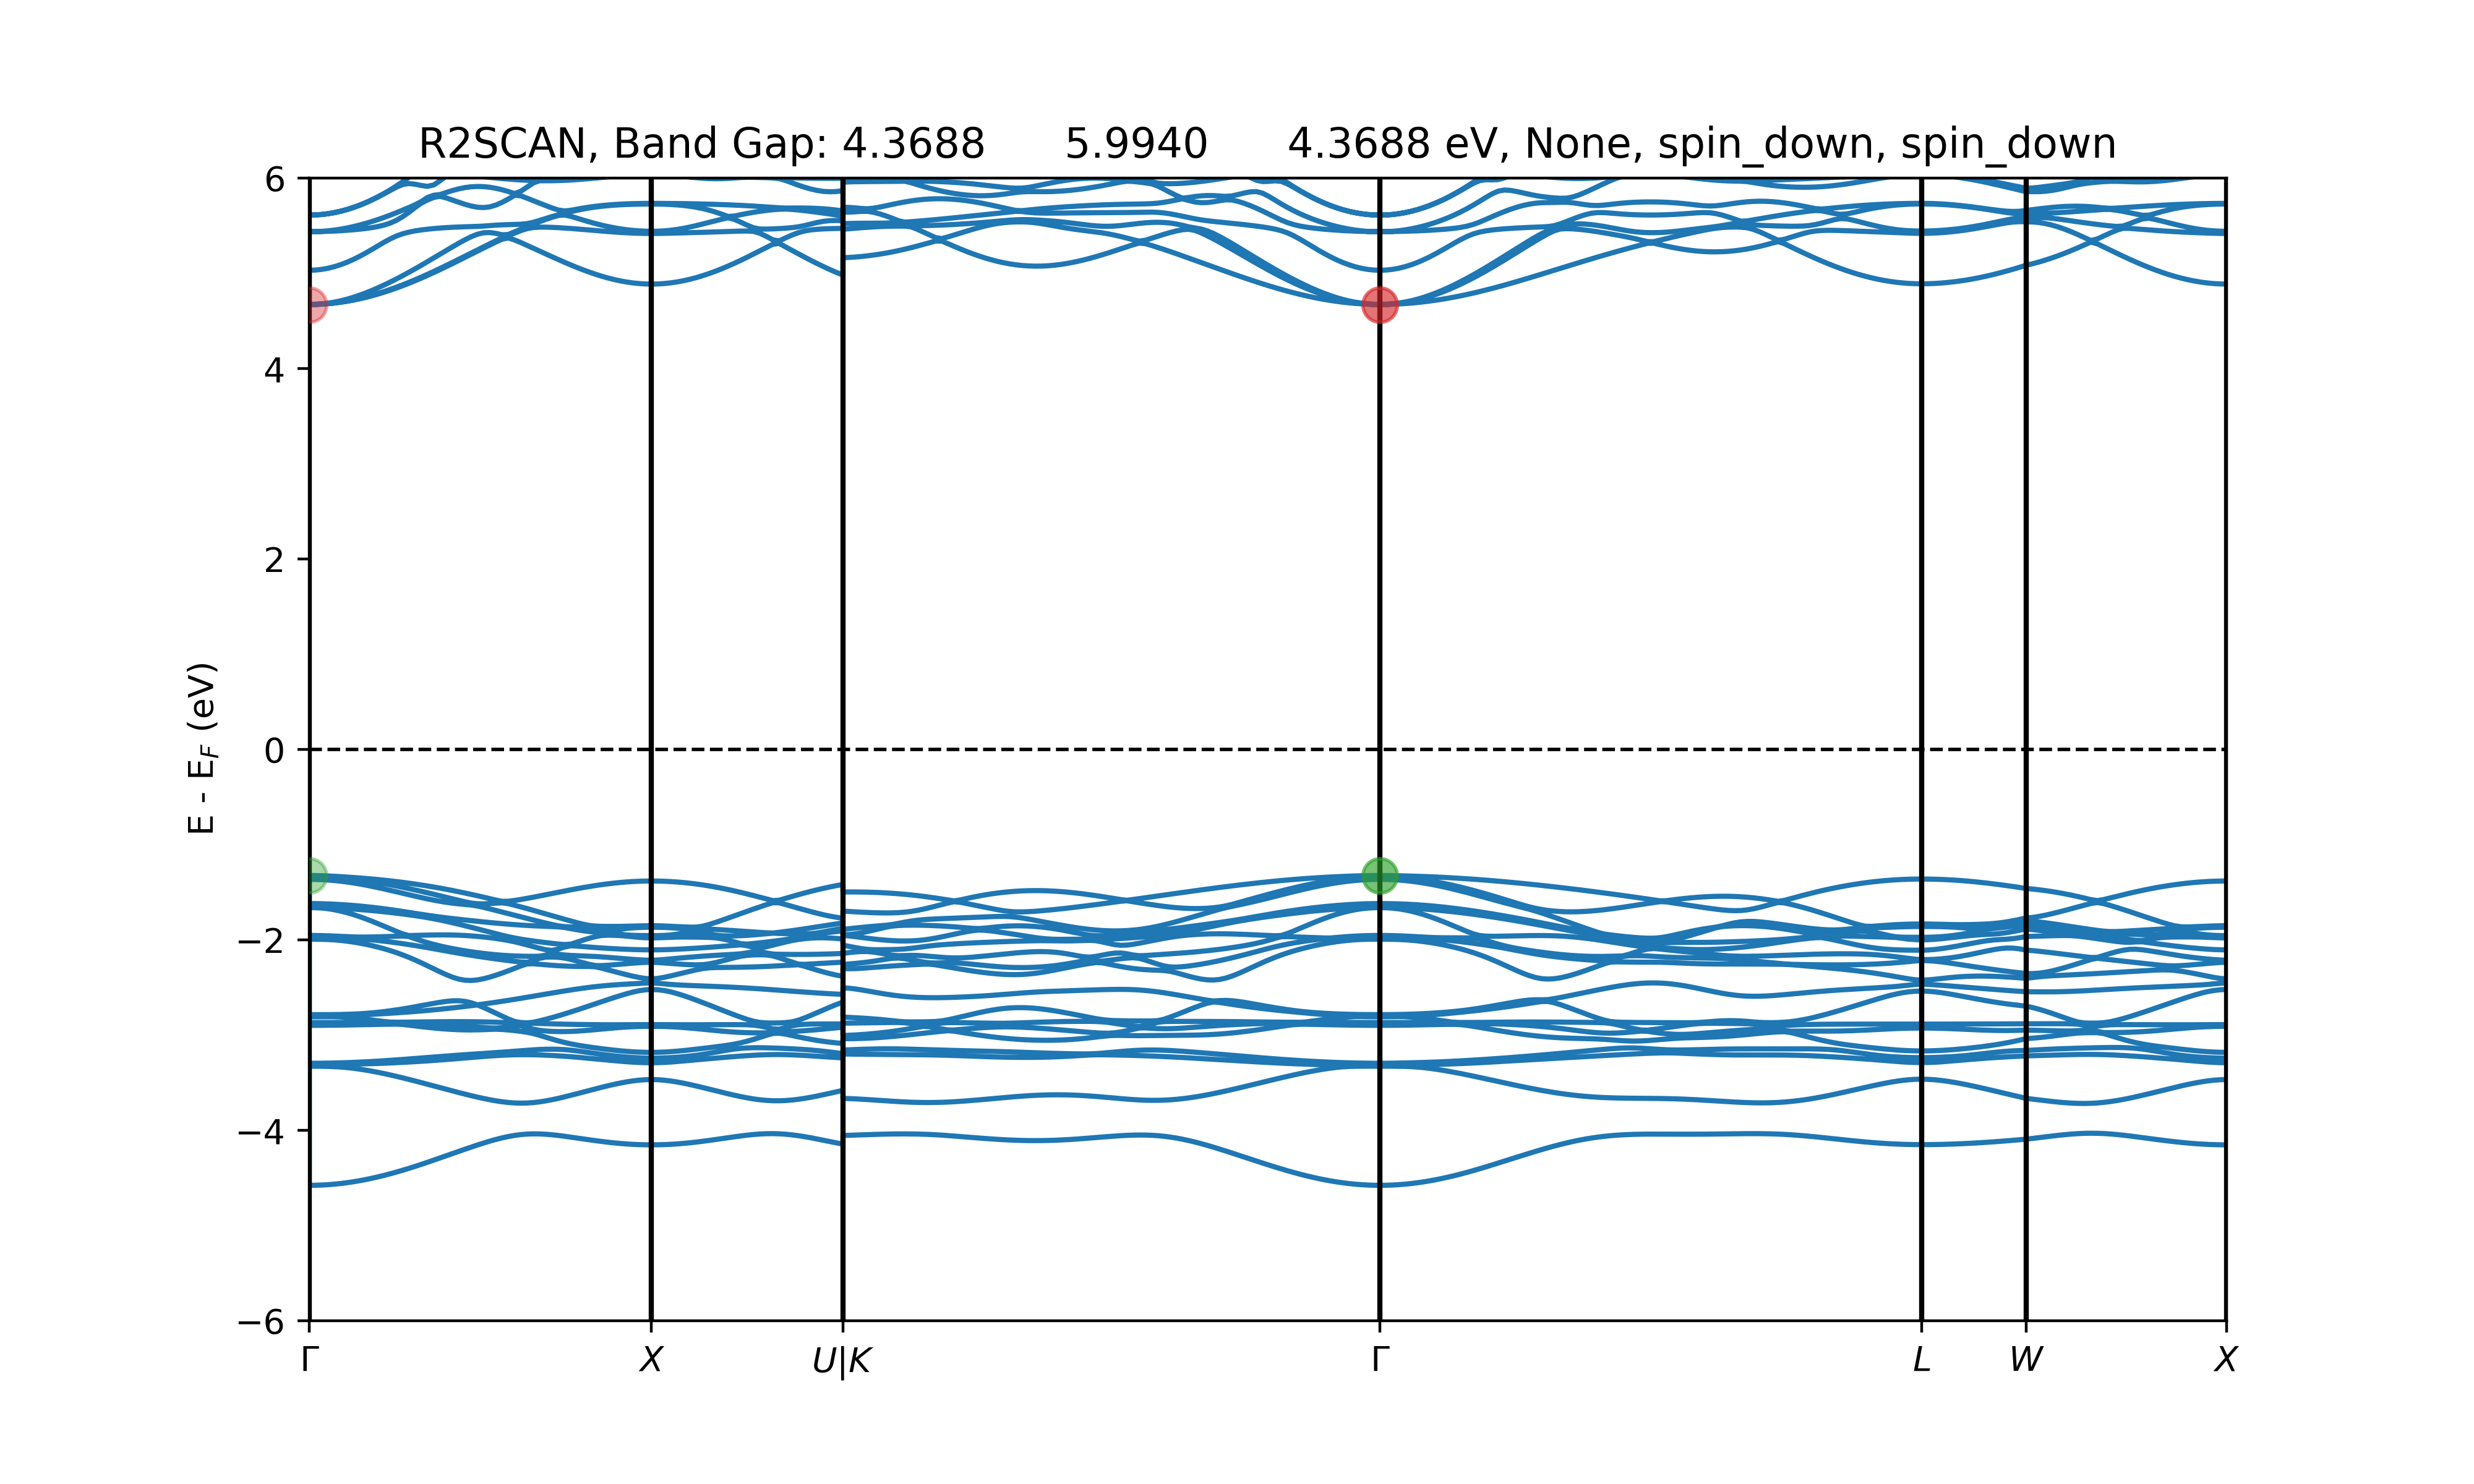 R2SCAN, Band Gap: 4.3688 5.9940 4.3688 eV, None, spin_down, spin_down
6
4
2
0
−2
−4
−6
E - E_F (eV)
Γ X U|K Γ L W X